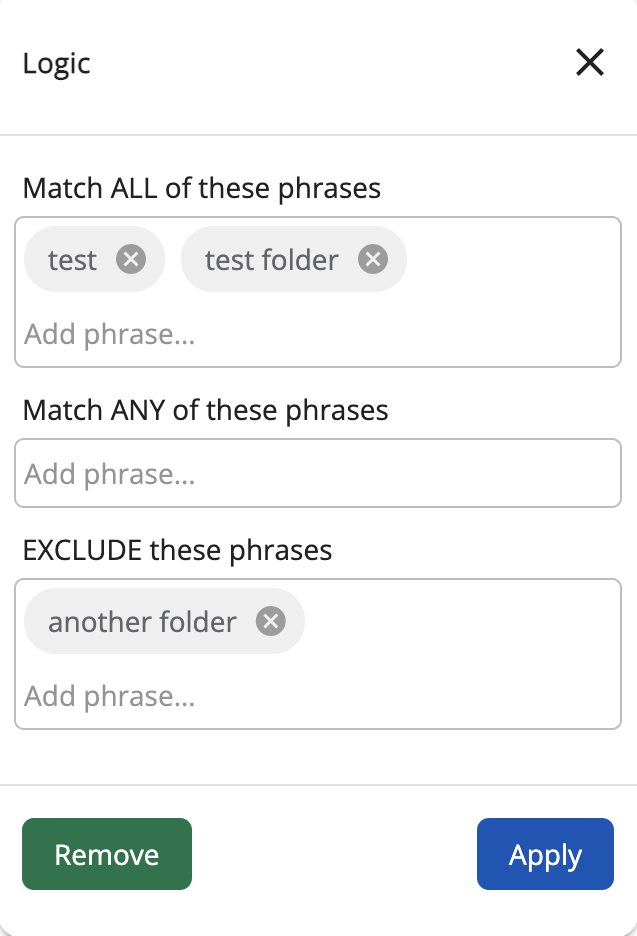 Logic
Match ALL of these phrases
test test folder
Add phrase...
Match ANY of these phrases
Add phrase...
EXCLUDE these phrases
another folder
Add phrase...
Remove Apply